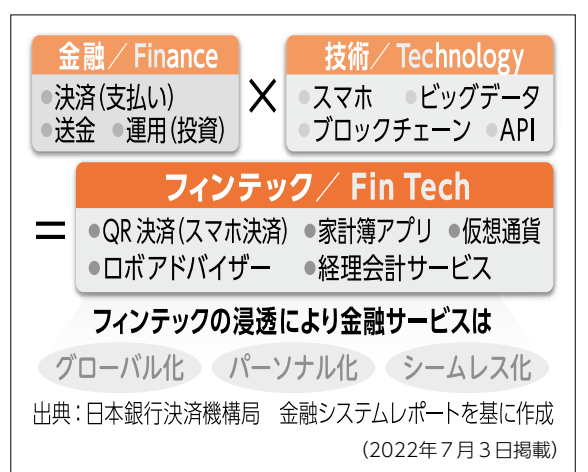 金融／Finance
●決済(支払い)
●送金 ●運用(投資)
×
技術／Technology
●スマホ ●ビッグデータ
●ブロックチェーン ●API
＝
フィンテック／Fin Tech
●QR決済(スマホ決済) ●家計簿アプリ ●仮想通貨
●ロボアドバイザー ●経理会計サービス
フィンテックの浸透により金融サービスは
グローバル化 パーソナル化 シームレス化
出典：日本銀行決済機構局 金融システムレポートを基に作成
(2022年7月3日掲載)